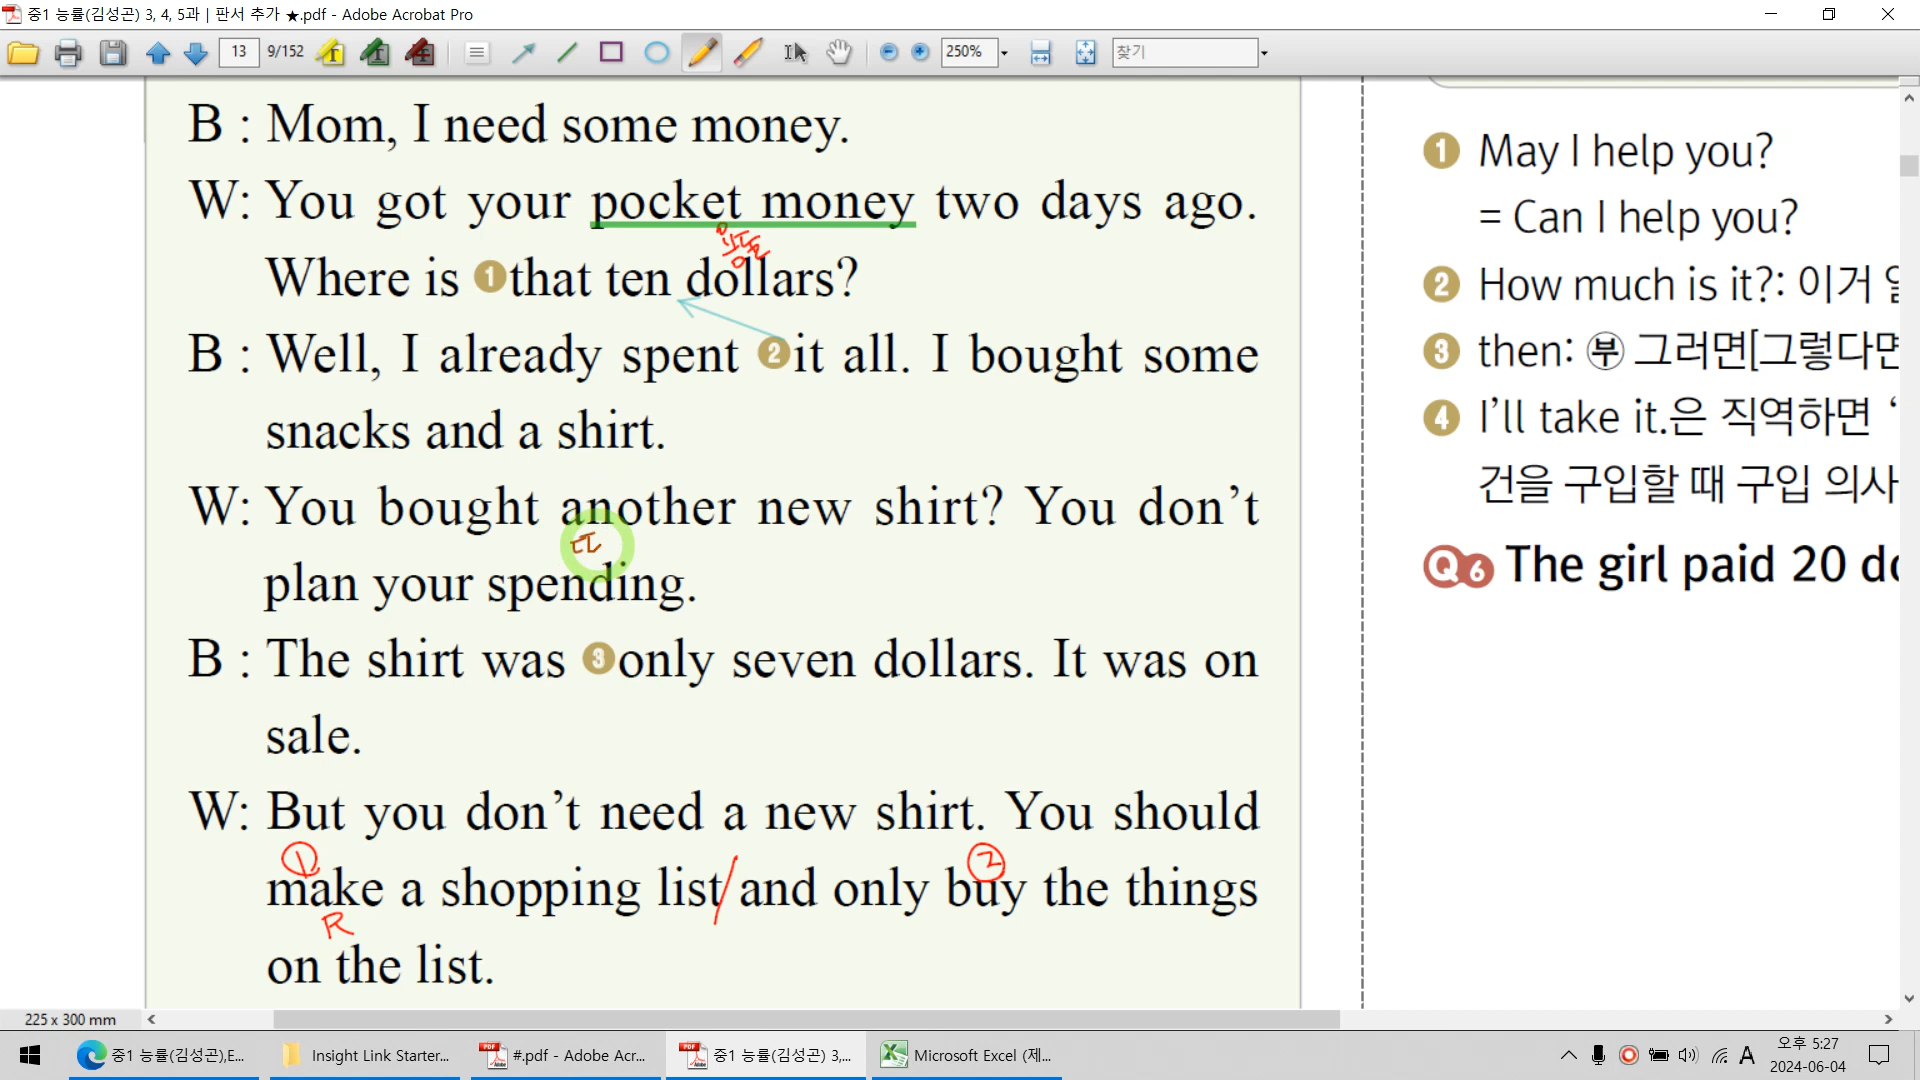 중1 능률(김성곤) 3, 4, 5과 | 판서 추가 ★.pdf - Adobe Acrobat Pro
13 9/152 250% 찾기
B : Mom, I need some money.
W: You got your pocket money two days ago.
용돈
Where is ❶that ten dollars?
B : Well, I already spent ❷it all. I bought some
snacks and a shirt.
W: You bought another new shirt? You don’t
또
plan your spending.
B : The shirt was ❸only seven dollars. It was on
sale.
W: But you don’t need a new shirt. You should
① ②
make a shopping list/and only buy the things
R
on the list.
❶ May I help you?
= Can I help you?
❷ How much is it?: 이거
❸ then: ㉾ 그러면[그렇다면
❹ I’ll take it.은 직역하면 ‘
건을 구입할 때 구입 의사
Q6 The girl paid 20 do
225 x 300 mm
중1 능률(김성곤),E... Insight Link Starter... #.pdf - Adobe Acr... 중1 능률(김성곤) 3,... Microsoft Excel (제... A 오후 5:27
2024-06-04